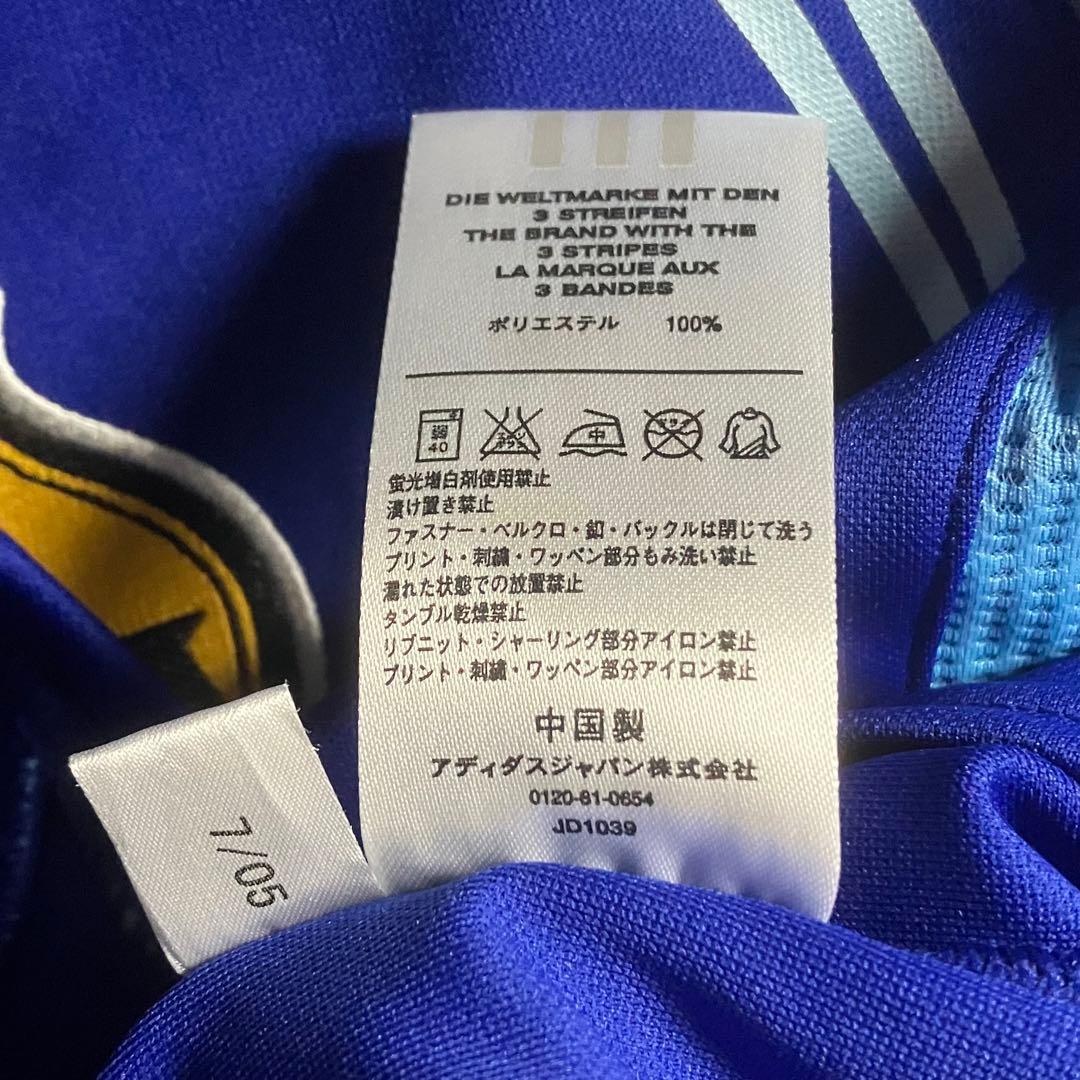 DIE WELTMARKE MIT DEN
3 STREIFEN
THE BRAND WITH THE
3 STRIPES
LA MARQUE AUX
3 BANDES
ポリエステル 100%
弱
40
中
蛍光増白剤使用禁止
漬け置き禁止
ファスナー・ベルクロ・釦・バックルは閉じて洗う
プリント・刺繍・ワッペン部分もみ洗い禁止
濡れた状態での放置禁止
タンブル乾燥禁止
リブニット・シャーリング部分アイロン禁止
プリント・刺繍・ワッペン部分アイロン禁止
中国製
アディダスジャパン株式会社
0120-81-0654
JD1039
7/05